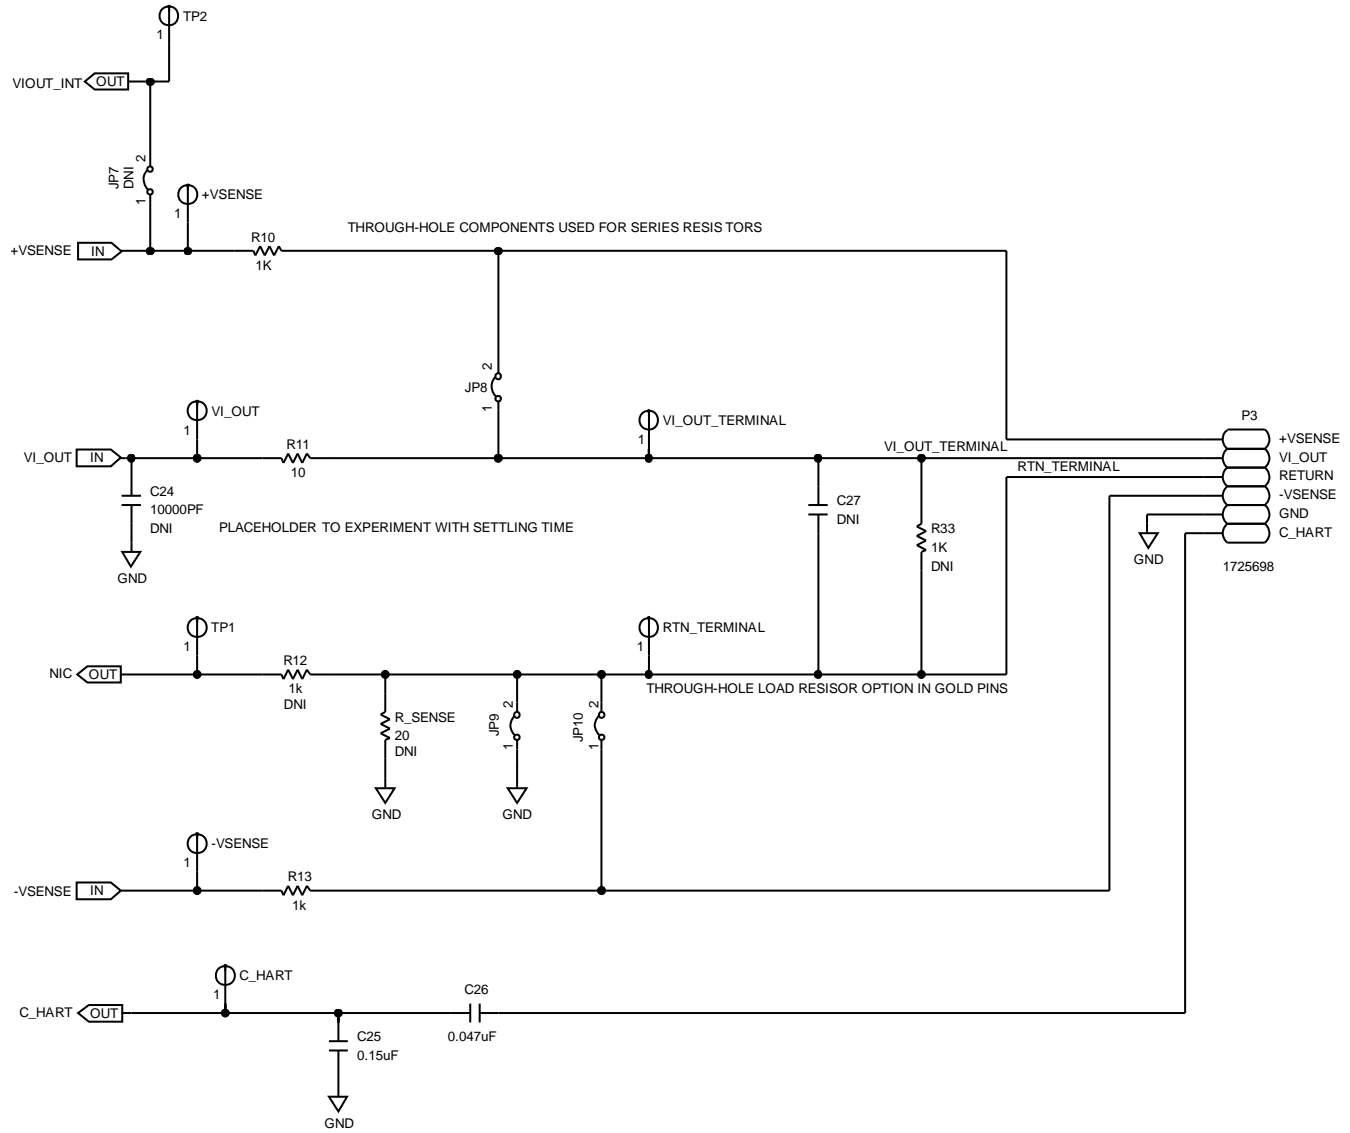 TP2
1
VIOUT_INT
OUT
JP7
DNI
2
1
+VSENSE
1
+VSENSE
IN
R10
1K
THROUGH-HOLE COMPONENTS USED FOR SERIES RESIS TORS
JP8
2
1
VI_OUT
1
VI_OUT
IN
R11
10
VI_OUT_TERMINAL
1
VI_OUT_TERMINAL
RTN_TERMINAL
P3
+VSENSE
VI_OUT
RETURN
-VSENSE
GND
C_HART
1725698
GND
C24
10000PF
DNI
GND
PLACEHOLDER TO EXPERIMENT WITH SETTLING TIME
C27
DNI
R33
1K
DNI
TP1
1
NIC
OUT
R12
1k
DNI
RTN_TERMINAL
1
THROUGH-HOLE LOAD RESISOR OPTION IN GOLD PINS
R_SENSE
20
DNI
GND
JP9
2
1
GND
JP10
2
1
-VSENSE
1
-VSENSE
IN
R13
1k
C_HART
1
C_HART
OUT
C25
0.15uF
GND
C26
0.047uF